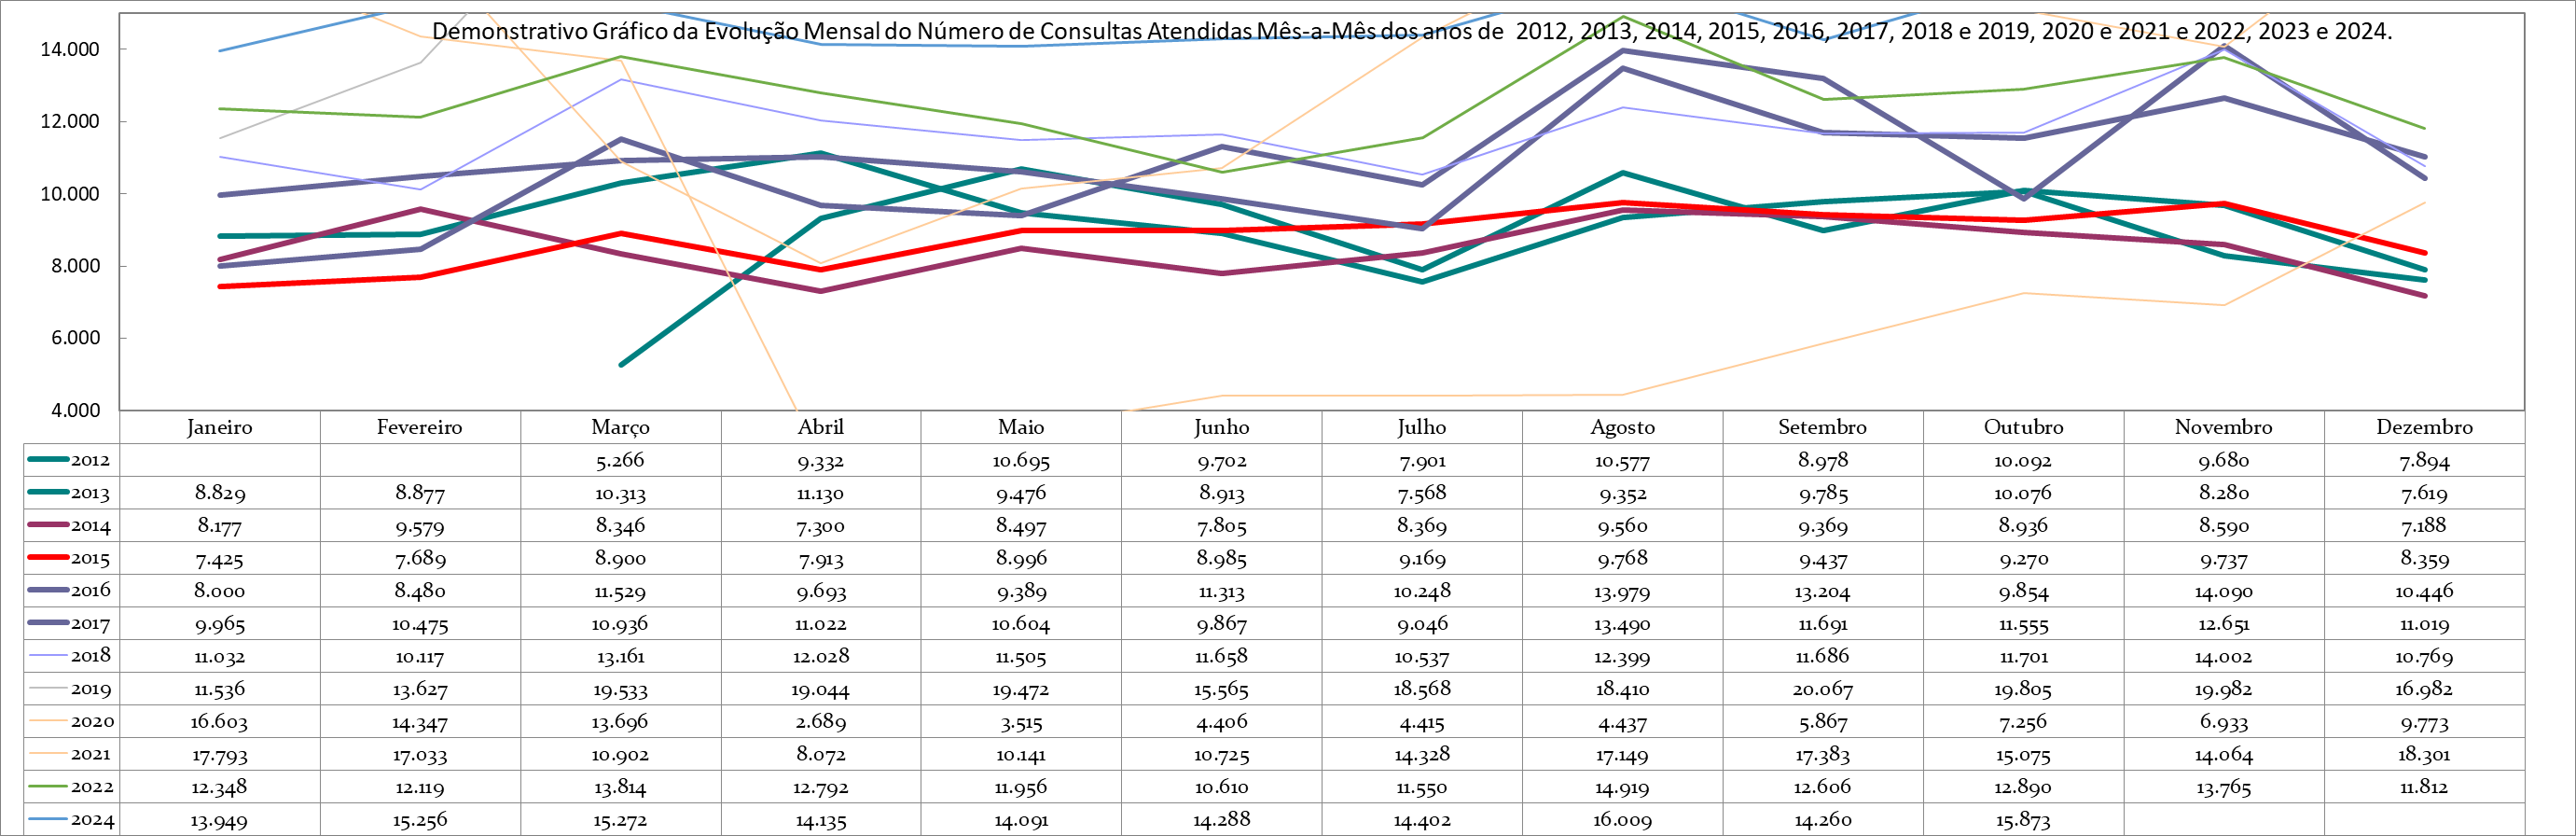 Demonstrativo Gráfico da Evolução Mensal do Número de Consultas Atendidas Mês-a-Mês dos anos de 2012, 2013, 2014, 2015, 2016, 2017, 2018 e 2019, 2020 e 2021 e 2022, 2023 e 2024.
14.000
12.000
10.000
8.000
6.000
4.000
Janeiro Fevereiro Março Abril Maio Junho Julho Agosto Setembro Outubro Novembro Dezembro
2012 5.266 9.332 10.695 9.702 7.901 10.577 8.978 10.092 9.680 7.894
2013 8.829 8.877 10.313 11.130 9.476 8.913 7.568 9.352 9.785 10.076 8.280 7.619
2014 8.177 9.579 8.346 7.300 8.497 7.805 8.369 9.560 9.369 8.936 8.590 7.188
2015 7.425 7.689 8.900 7.913 8.996 8.985 9.169 9.768 9.437 9.270 9.737 8.359
2016 8.000 8.480 11.529 9.693 9.389 11.313 10.248 13.979 13.204 9.854 14.090 10.446
2017 9.965 10.475 10.936 11.022 10.604 9.867 9.046 13.490 11.691 11.555 12.651 11.019
2018 11.032 10.117 13.161 12.028 11.505 11.658 10.537 12.399 11.686 11.701 14.002 10.769
2019 11.536 13.627 19.533 19.044 19.472 15.565 18.568 18.410 20.067 19.805 19.982 16.982
2020 16.603 14.347 13.696 2.689 3.515 4.406 4.415 4.437 5.867 7.256 6.933 9.773
2021 17.793 17.033 10.902 8.072 10.141 10.725 14.328 17.149 17.383 15.075 14.064 18.301
2022 12.348 12.119 13.814 12.792 11.956 10.610 11.550 14.919 12.606 12.890 13.765 11.812
2024 13.949 15.256 15.272 14.135 14.091 14.288 14.402 16.009 14.260 15.873